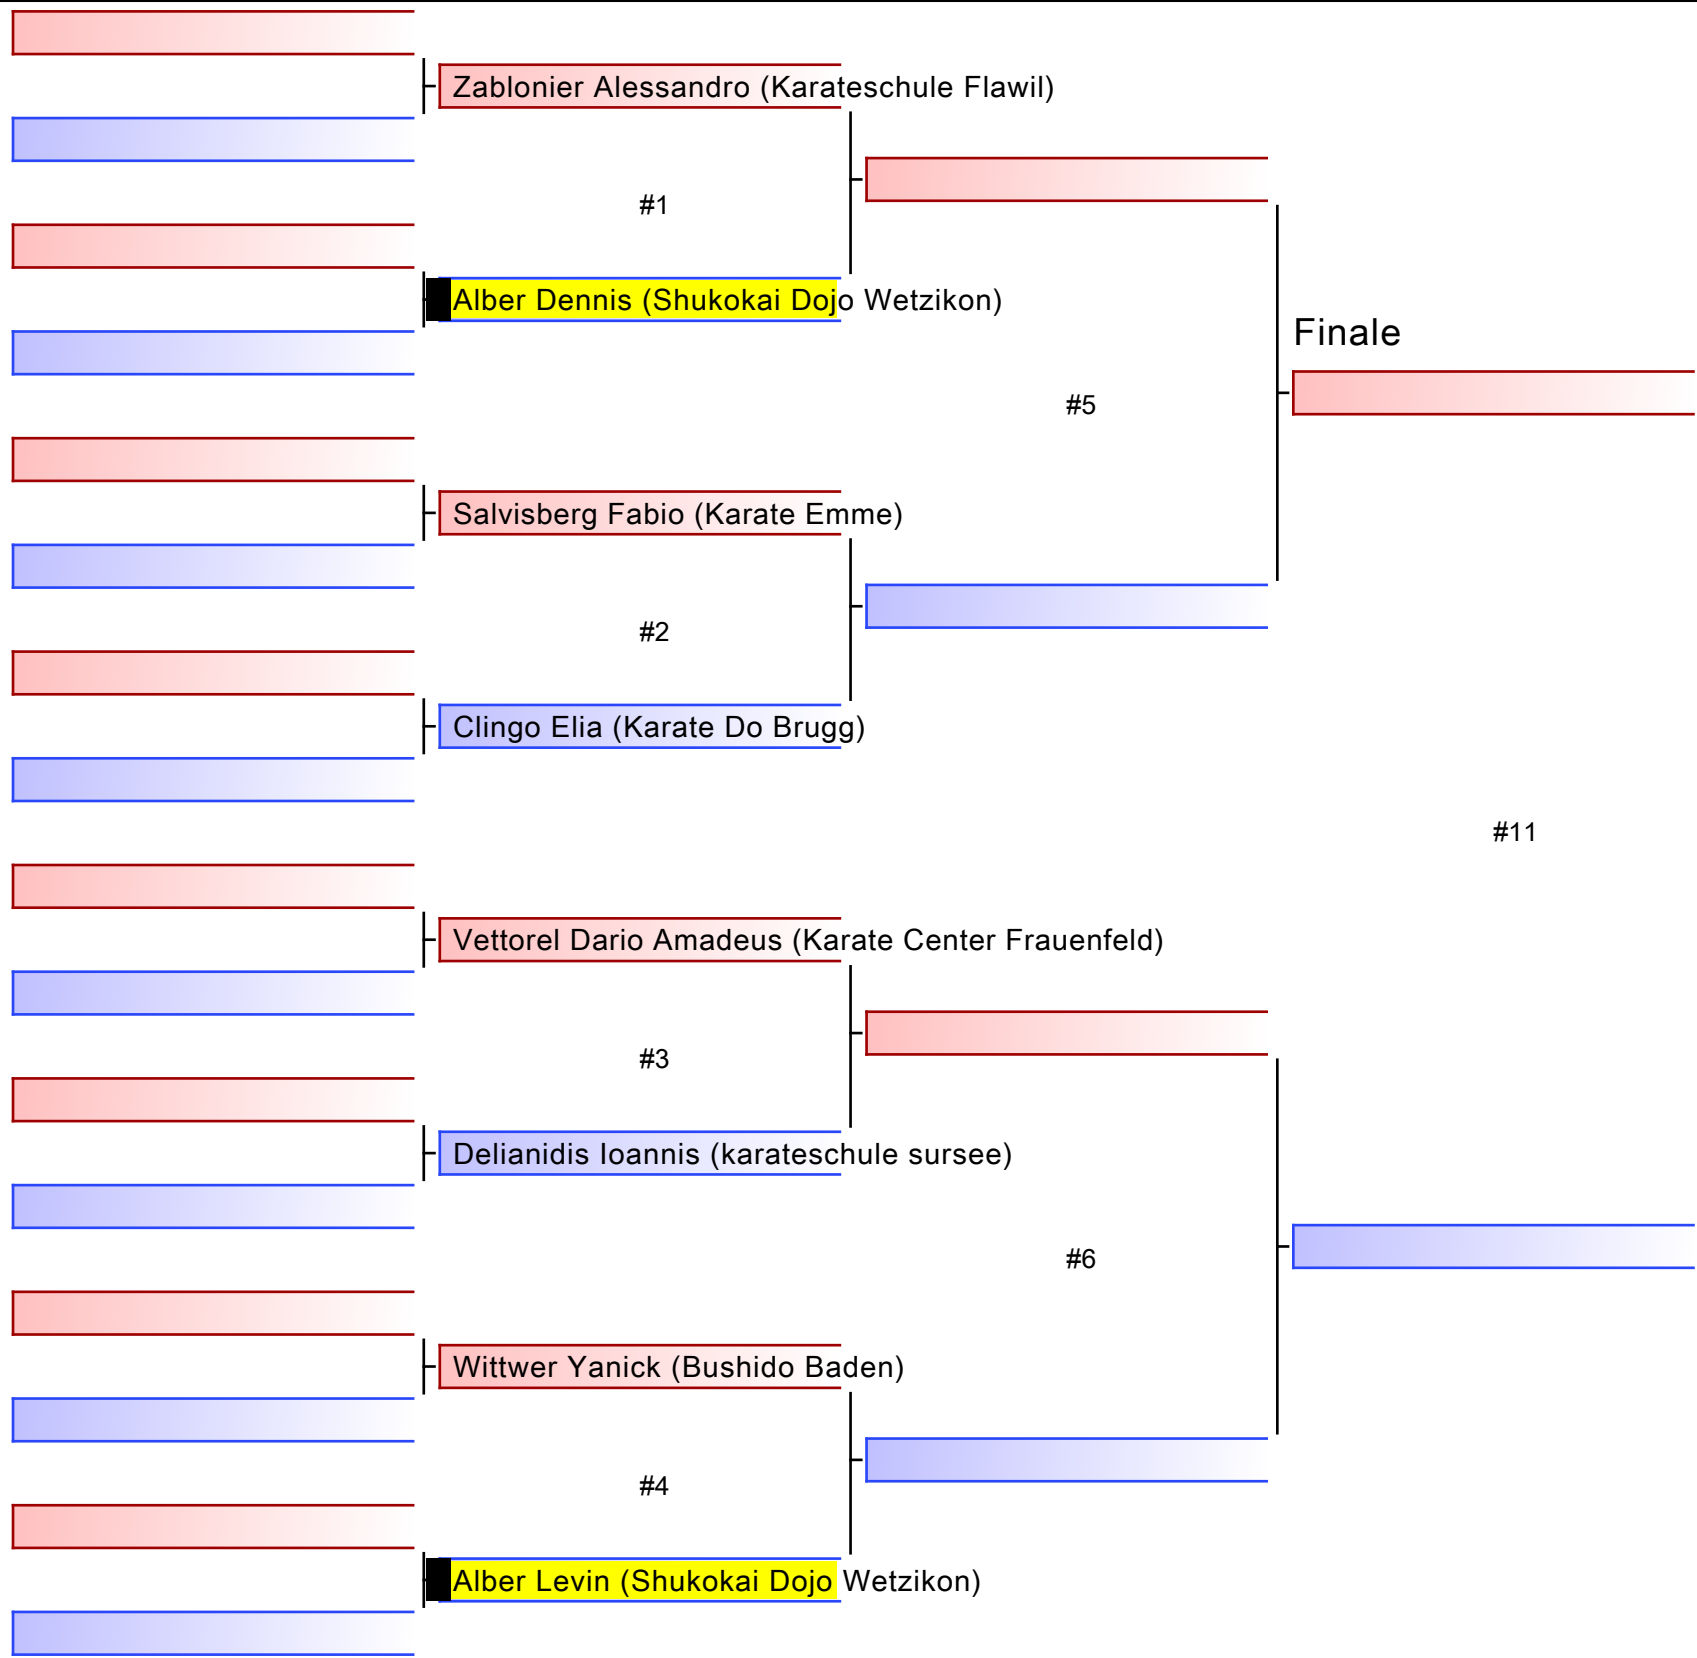 Zablonier Alessandro (Karateschule Flawil)
#1
Alber Dennis (Shukokai Dojo Wetzikon)
Finale
#5
Salvisberg Fabio (Karate Emme)
#2
Clingo Elia (Karate Do Brugg)
#11
Vettorel Dario Amadeus (Karate Center Frauenfeld)
#3
Delianidis Ioannis (karateschule sursee)
#6
Wittwer Yanick (Bushido Baden)
#4
Alber Levin (Shukokai Dojo Wetzikon)